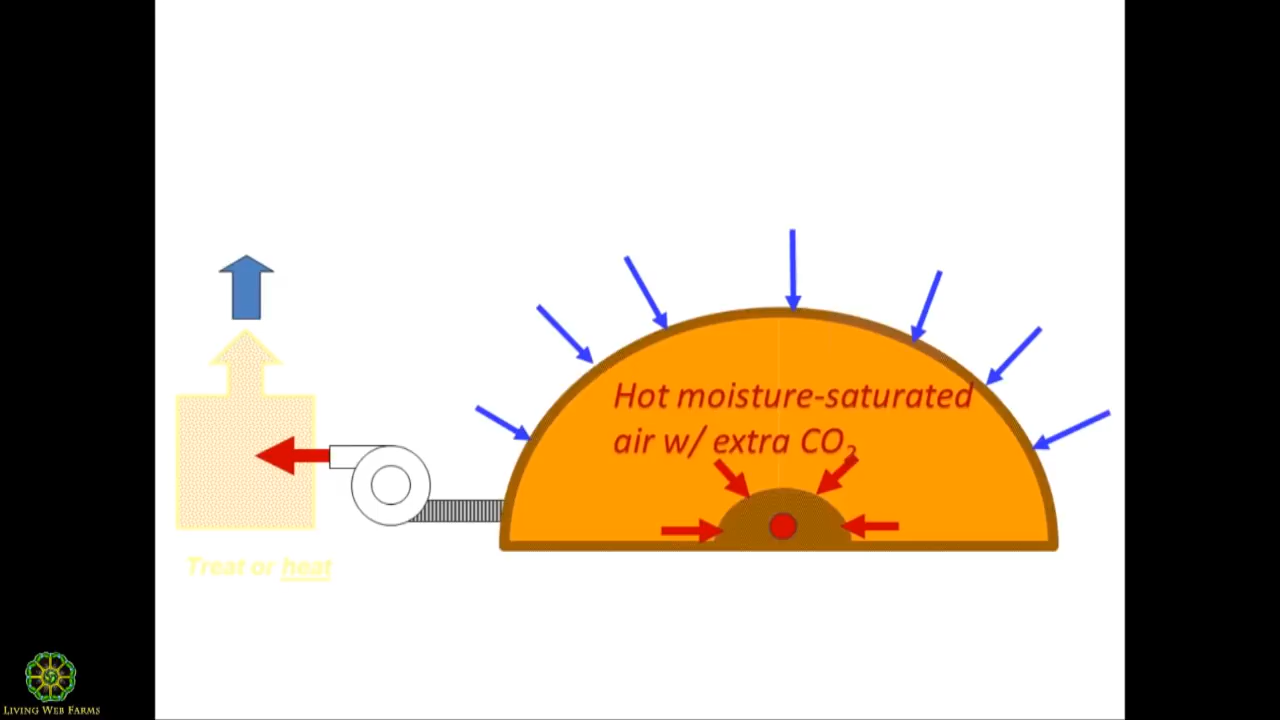 Hot moisture-saturated
air w/ extra CO₂
Treat or heat
LIVING WEB FARMS